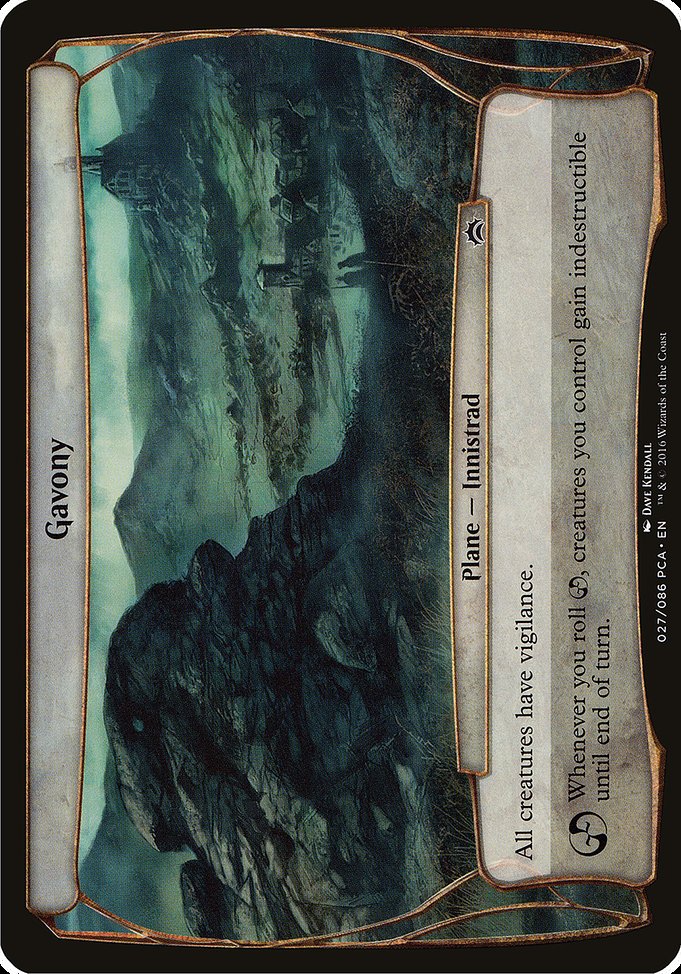 Gavony
Plane — Innistrad
All creatures have vigilance.
Whenever you roll , creatures you control gain indestructible
until end of turn.
Dave Kendall
027/086 PCA • EN ™ & © 2016 Wizards of the Coast